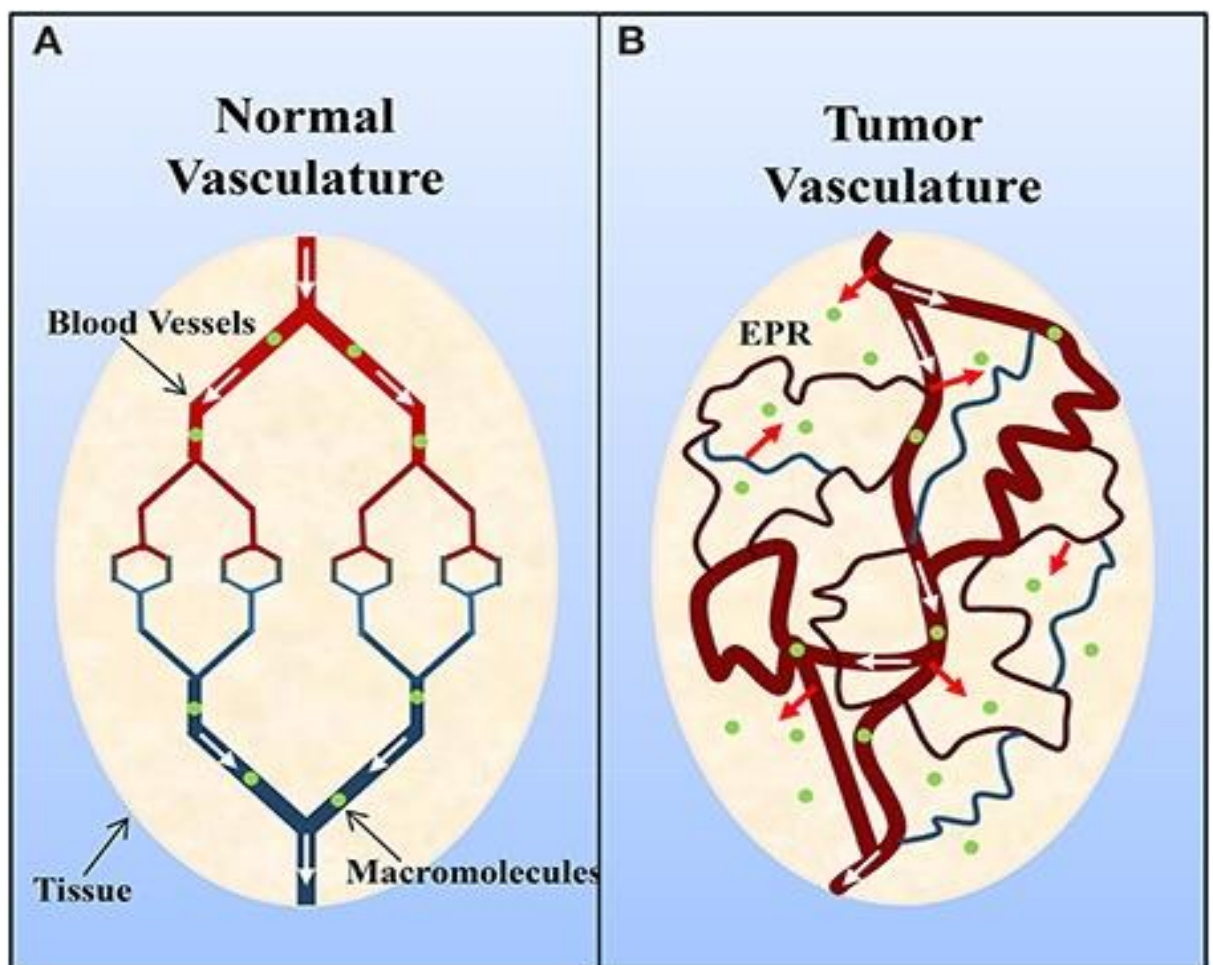 A
Normal
Vasculature
Blood Vessels
Tissue
Macromolecules
B
Tumor
Vasculature
EPR